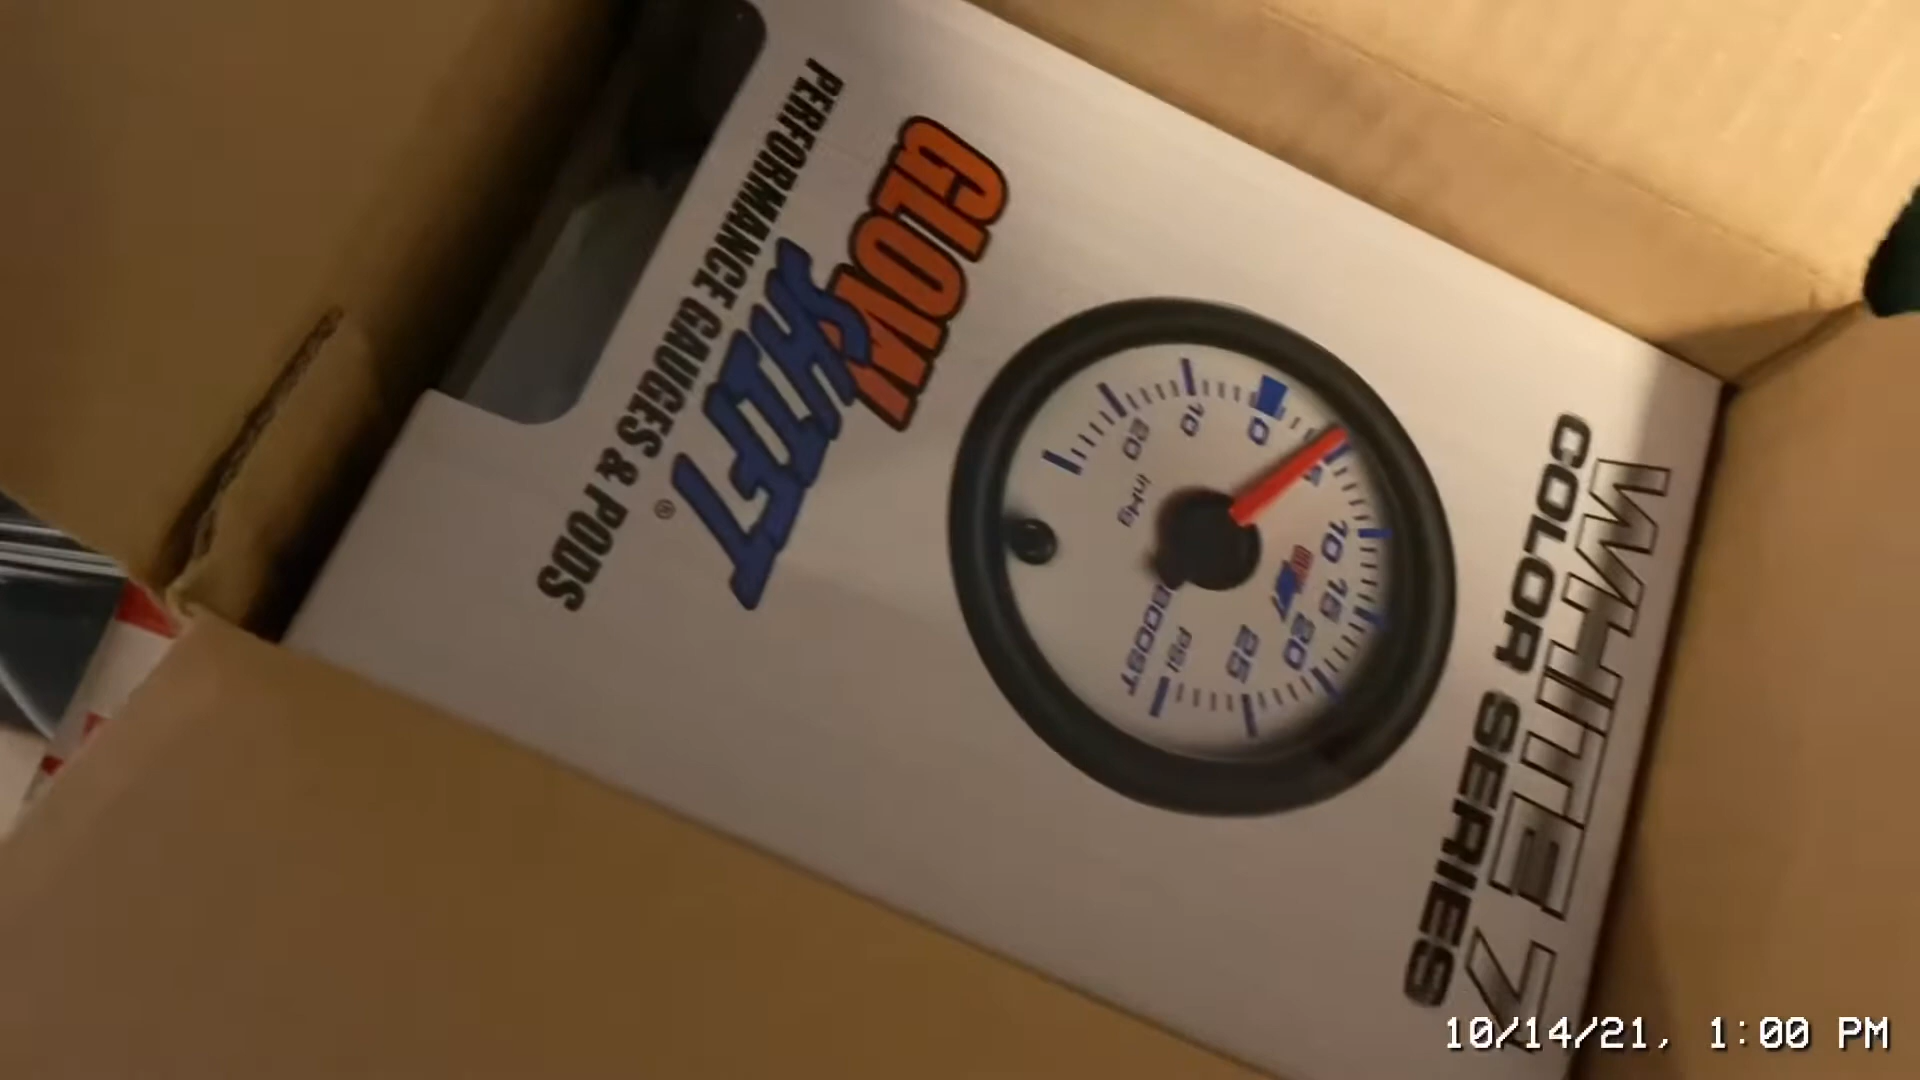 GLOW
SHIFT®
PERFORMANCE GAUGES & PODS
20
10
0
5
10
15
20
25
inHg
PSI
BOOST
WHITE 7
COLOR SERIES
10/14/21, 1:00 PM